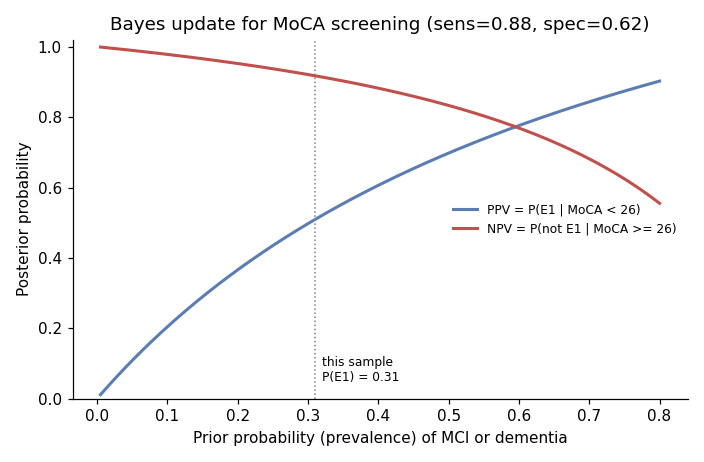 Bayes update for MoCA screening (sens=0.88, spec=0.62)
Posterior probability
1.0
0.8
0.6
0.4
0.2
0.0
PPV = P(E1 | MoCA < 26)
NPV = P(not E1 | MoCA >= 26)
this sample
P(E1) = 0.31
0.0 0.1 0.2 0.3 0.4 0.5 0.6 0.7 0.8
Prior probability (prevalence) of MCI or dementia